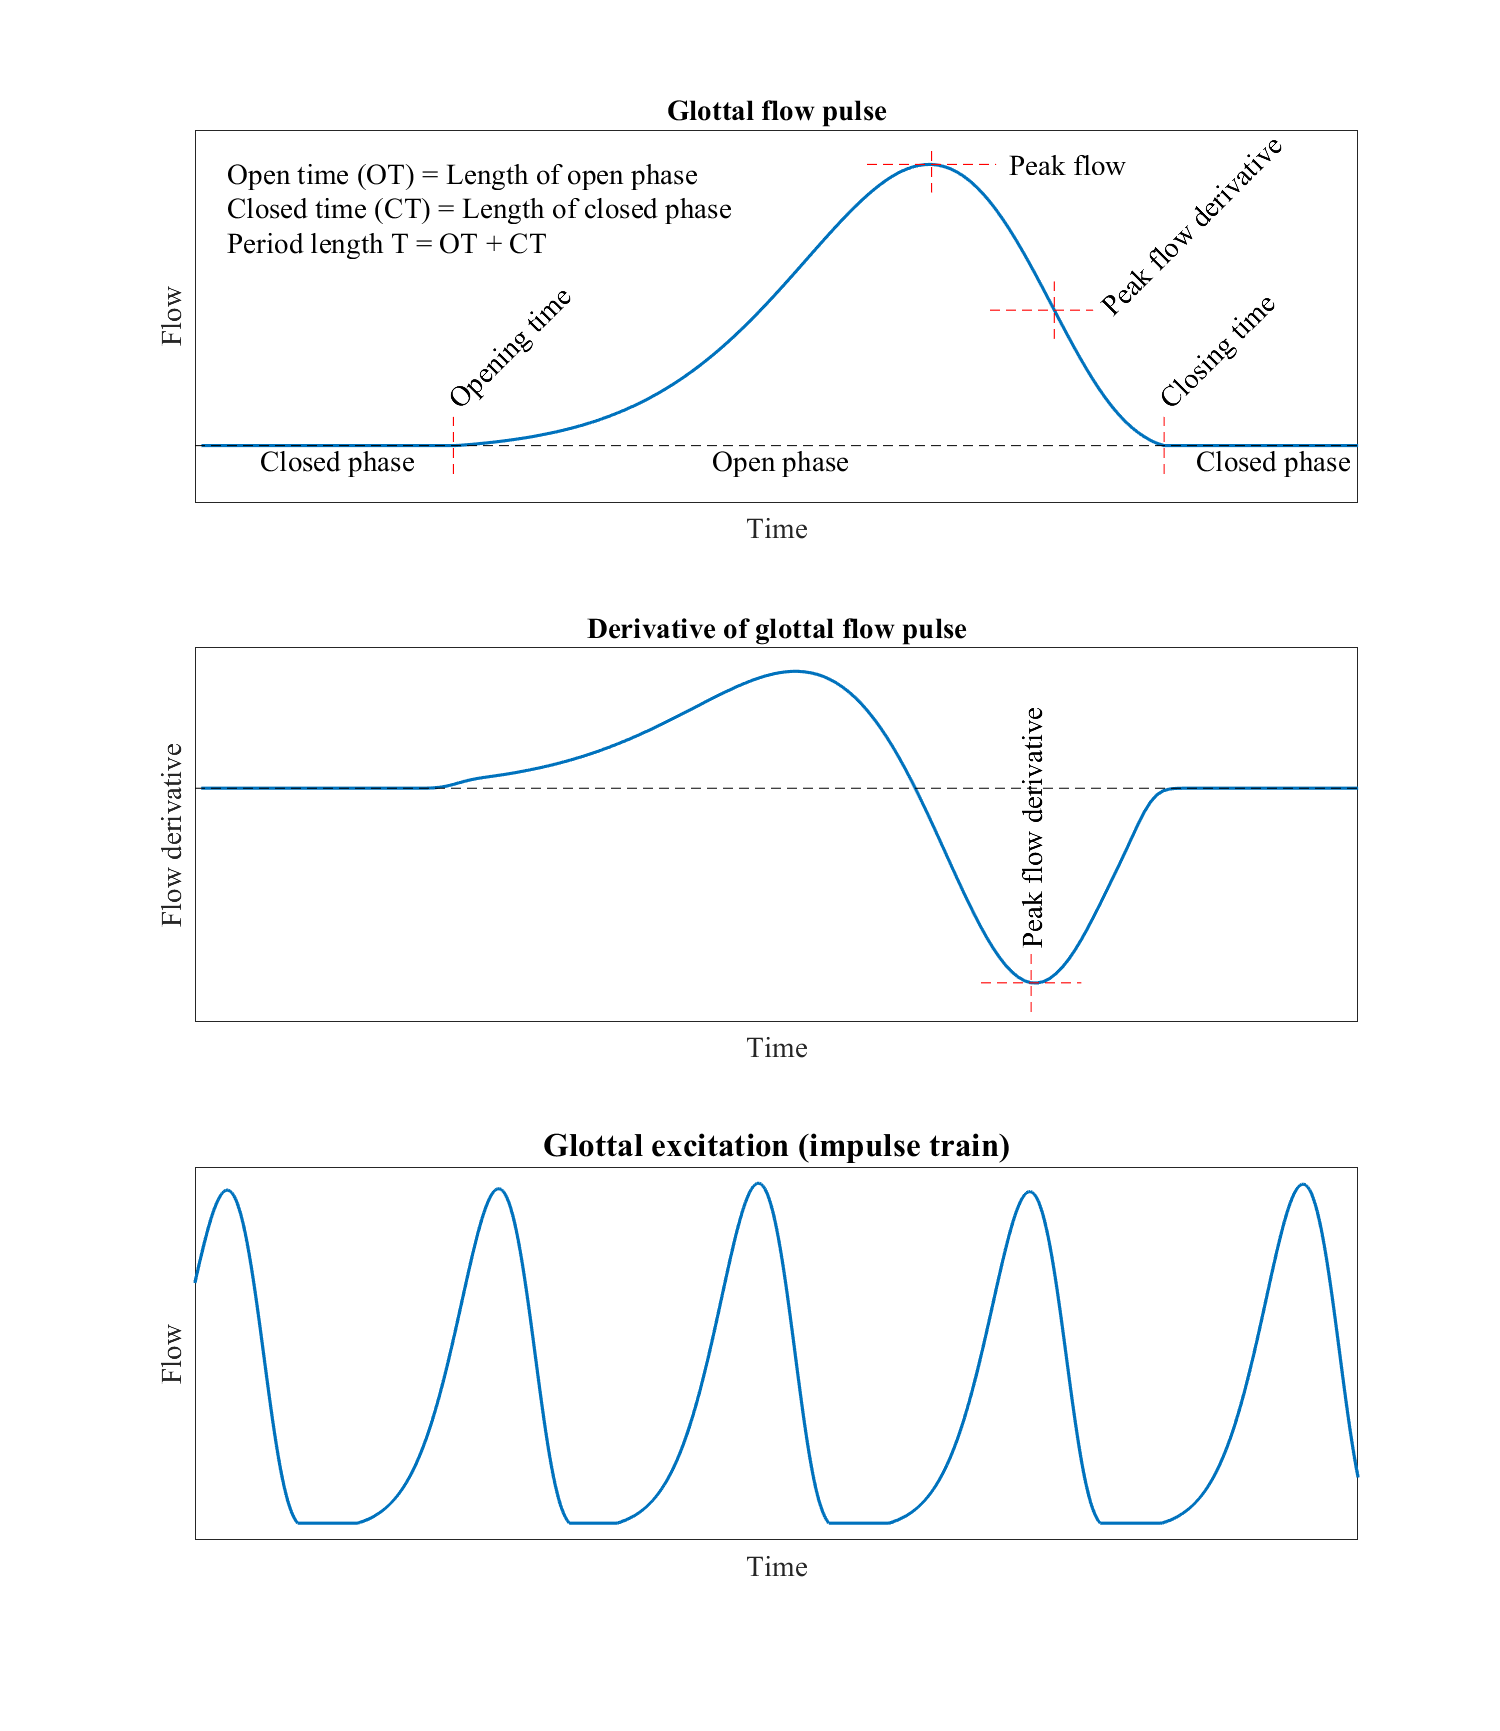 Glottal flow pulse
Open time (OT) = Length of open phase
Closed time (CT) = Length of closed phase
Period length T = OT + CT
Peak flow
Peak flow derivative
Opening time
Closing time
Flow
Closed phase
Open phase
Closed phase
Time
Derivative of glottal flow pulse
Peak flow derivative
Flow derivative
Time
Glottal excitation (impulse train)
Flow
Time